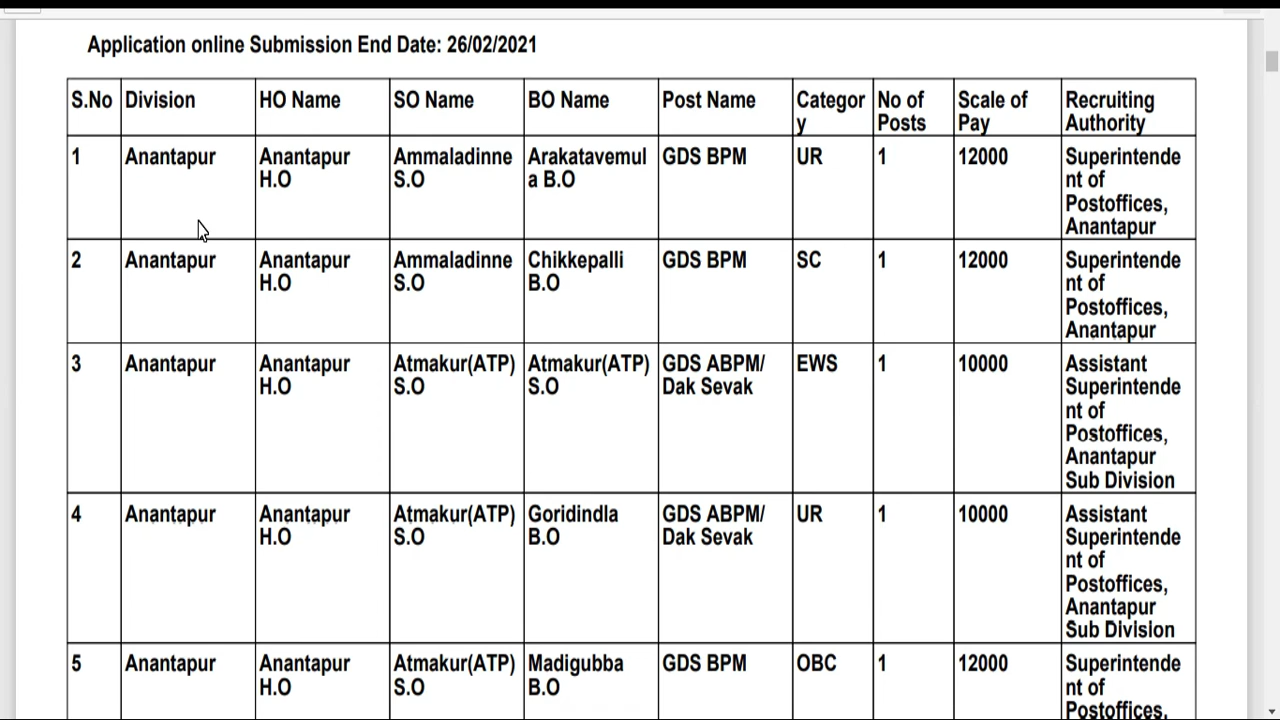 Application online Submission End Date: 26/02/2021
S.No Division HO Name SO Name BO Name Post Name Categor No of Scale of Recruiting
y Posts Pay Authority
1 Anantapur Anantapur Ammaladinne Arakatavemul GDS BPM UR 1 12000 Superintende
H.O S.O a B.O nt of
Postoffices,
Anantapur
2 Anantapur Anantapur Ammaladinne Chikkepalli GDS BPM SC 1 12000 Superintende
H.O S.O B.O nt of
Postoffices,
Anantapur
3 Anantapur Anantapur Atmakur(ATP) Atmakur(ATP) GDS ABPM/ EWS 1 10000 Assistant
H.O S.O S.O Dak Sevak Superintende
nt of
Postoffices,
Anantapur
Sub Division
4 Anantapur Anantapur Atmakur(ATP) Goridindla GDS ABPM/ UR 1 10000 Assistant
H.O S.O B.O Dak Sevak Superintende
nt of
Postoffices,
Anantapur
Sub Division
5 Anantapur Anantapur Atmakur(ATP) Madigubba GDS BPM OBC 1 12000 Superintende
H.O S.O B.O nt of
Postoffices,